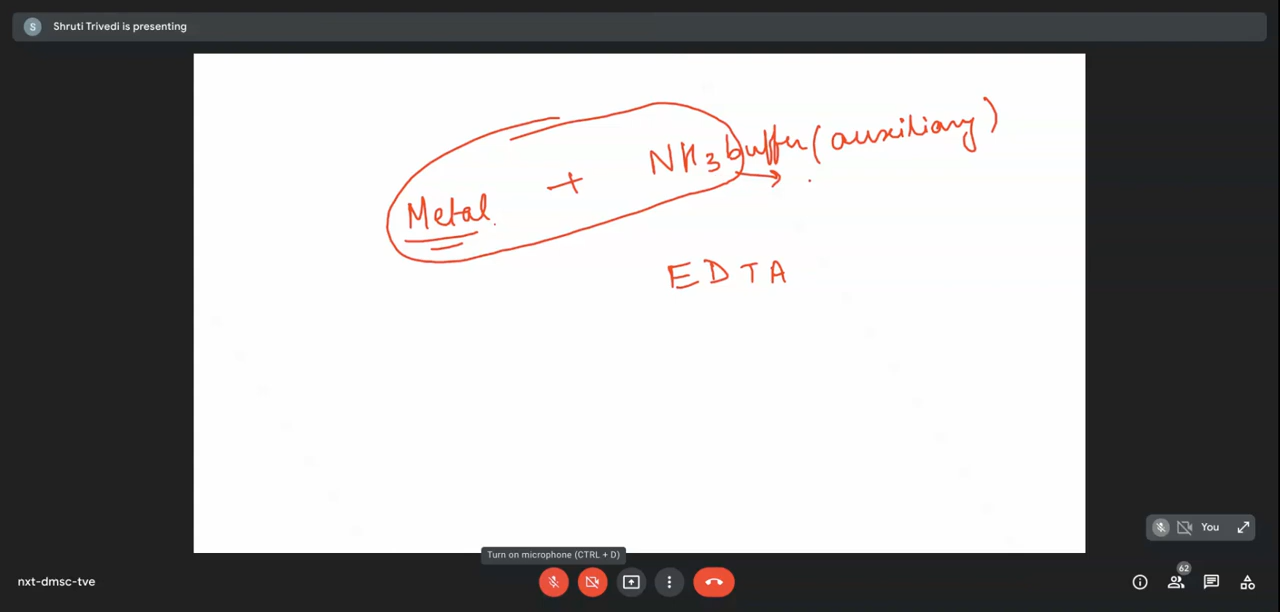 S Shruti Trivedi is presenting
Metal + NH3 buffer (auxiliary)
EDTA
You
Turn on microphone (CTRL + D)
nxt-dmsc-tve
62